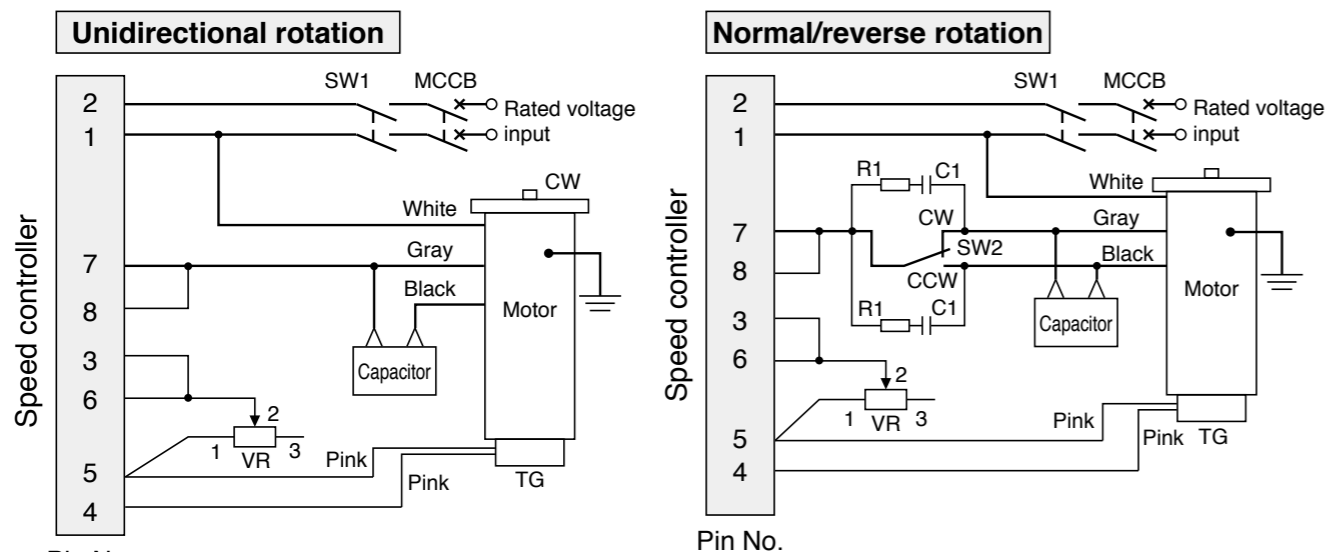 Unidirectional rotation
Speed controller
2
1
7
8
3
6
5
4
SW1
MCCB
Rated voltage
input
CW
White
Gray
Black
Motor
Capacitor
2
1
VR
3
Pink
Pink
TG
Normal/reverse rotation
Speed controller
2
1
7
8
3
6
5
4
SW1
MCCB
Rated voltage
input
R1
C1
White
CW
Gray
SW2
Black
CCW
R1
C1
Motor
Capacitor
2
1
VR
3
Pink
Pink
TG
Pin No.